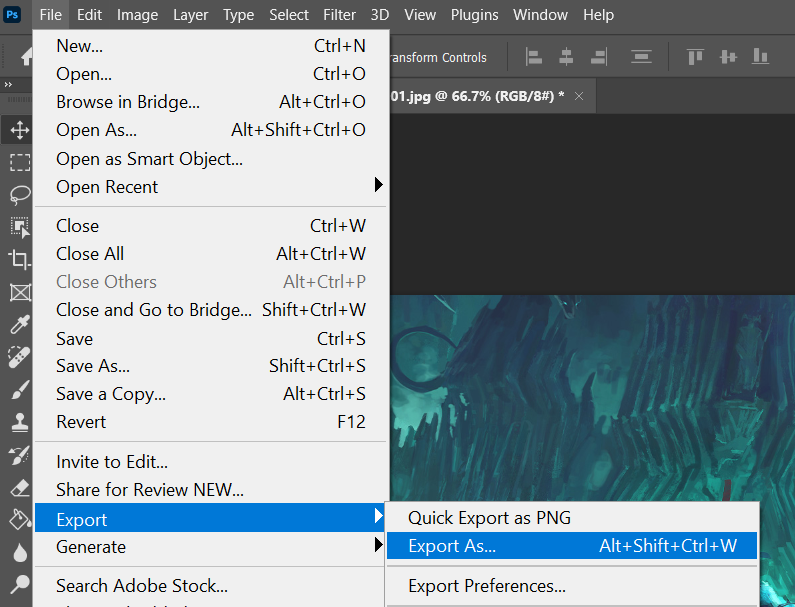 Ps File Edit Image Layer Type Select Filter 3D View Plugins Window Help
ransform Controls
01.jpg @ 66.7% (RGB/8#) * ×
New... Ctrl+N
Open... Ctrl+O
Browse in Bridge... Alt+Ctrl+O
Open As... Alt+Shift+Ctrl+O
Open as Smart Object...
Open Recent
Close Ctrl+W
Close All Alt+Ctrl+W
Close Others Alt+Ctrl+P
Close and Go to Bridge... Shift+Ctrl+W
Save Ctrl+S
Save As... Shift+Ctrl+S
Save a Copy... Alt+Ctrl+S
Revert F12
Invite to Edit...
Share for Review NEW...
Export
Quick Export as PNG
Export As... Alt+Shift+Ctrl+W
Export Preferences...
Generate
Search Adobe Stock...